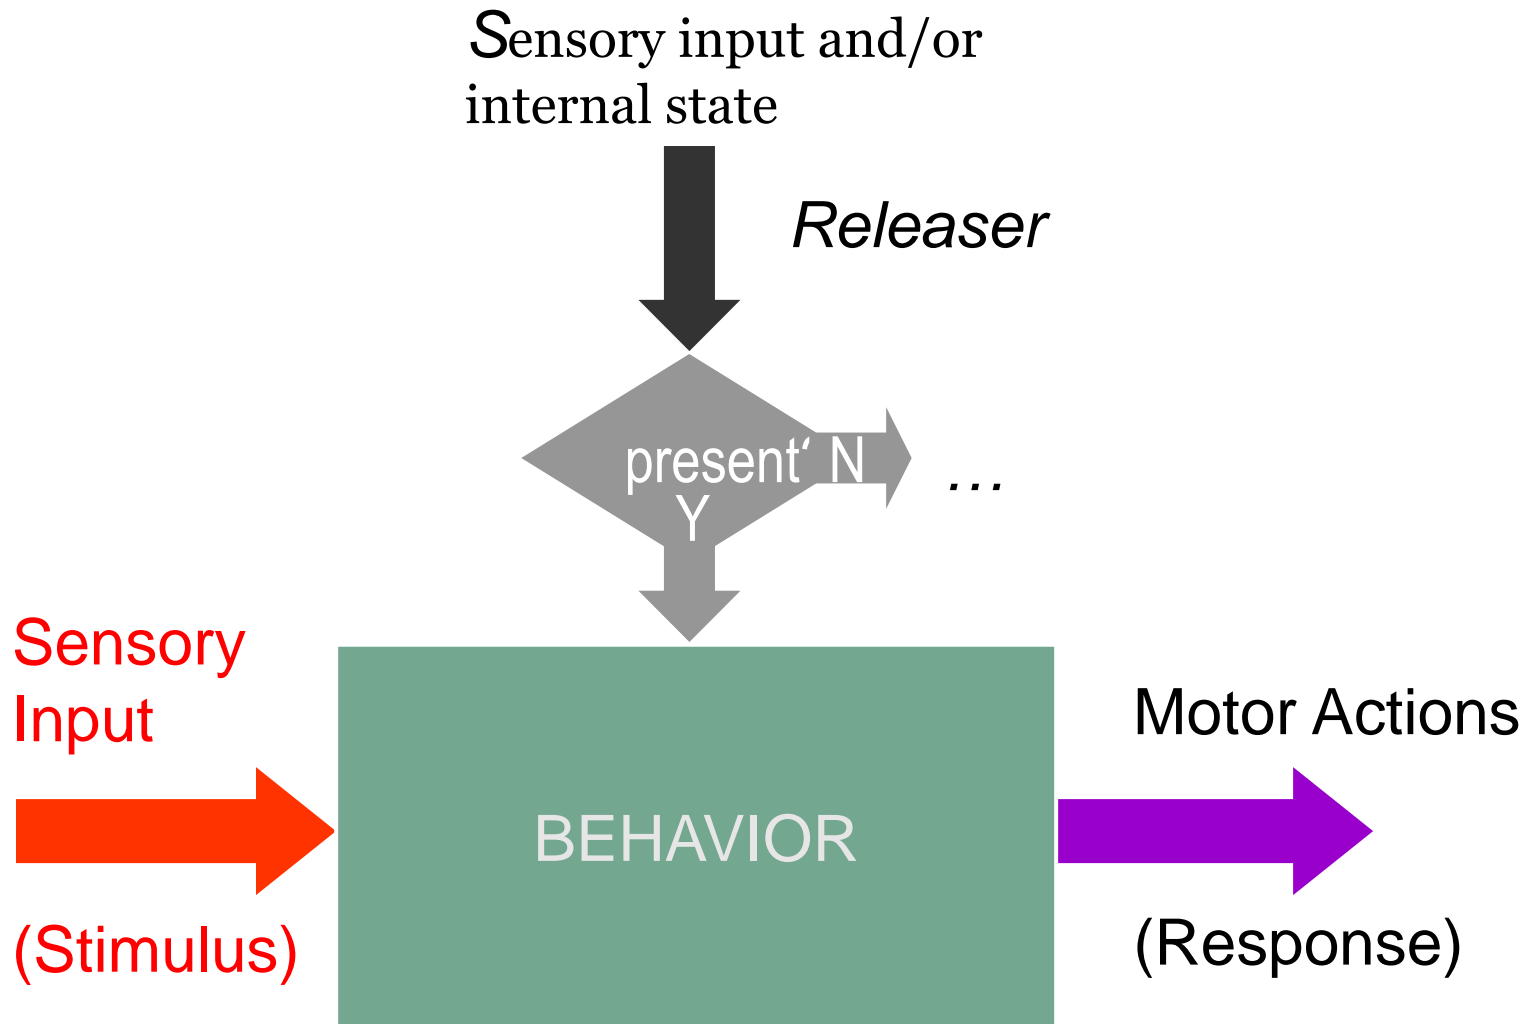 Sensory input and/or
internal state
Releaser
present‘ N
…
Y
Sensory
Input
Motor Actions
BEHAVIOR
(Stimulus)
(Response)